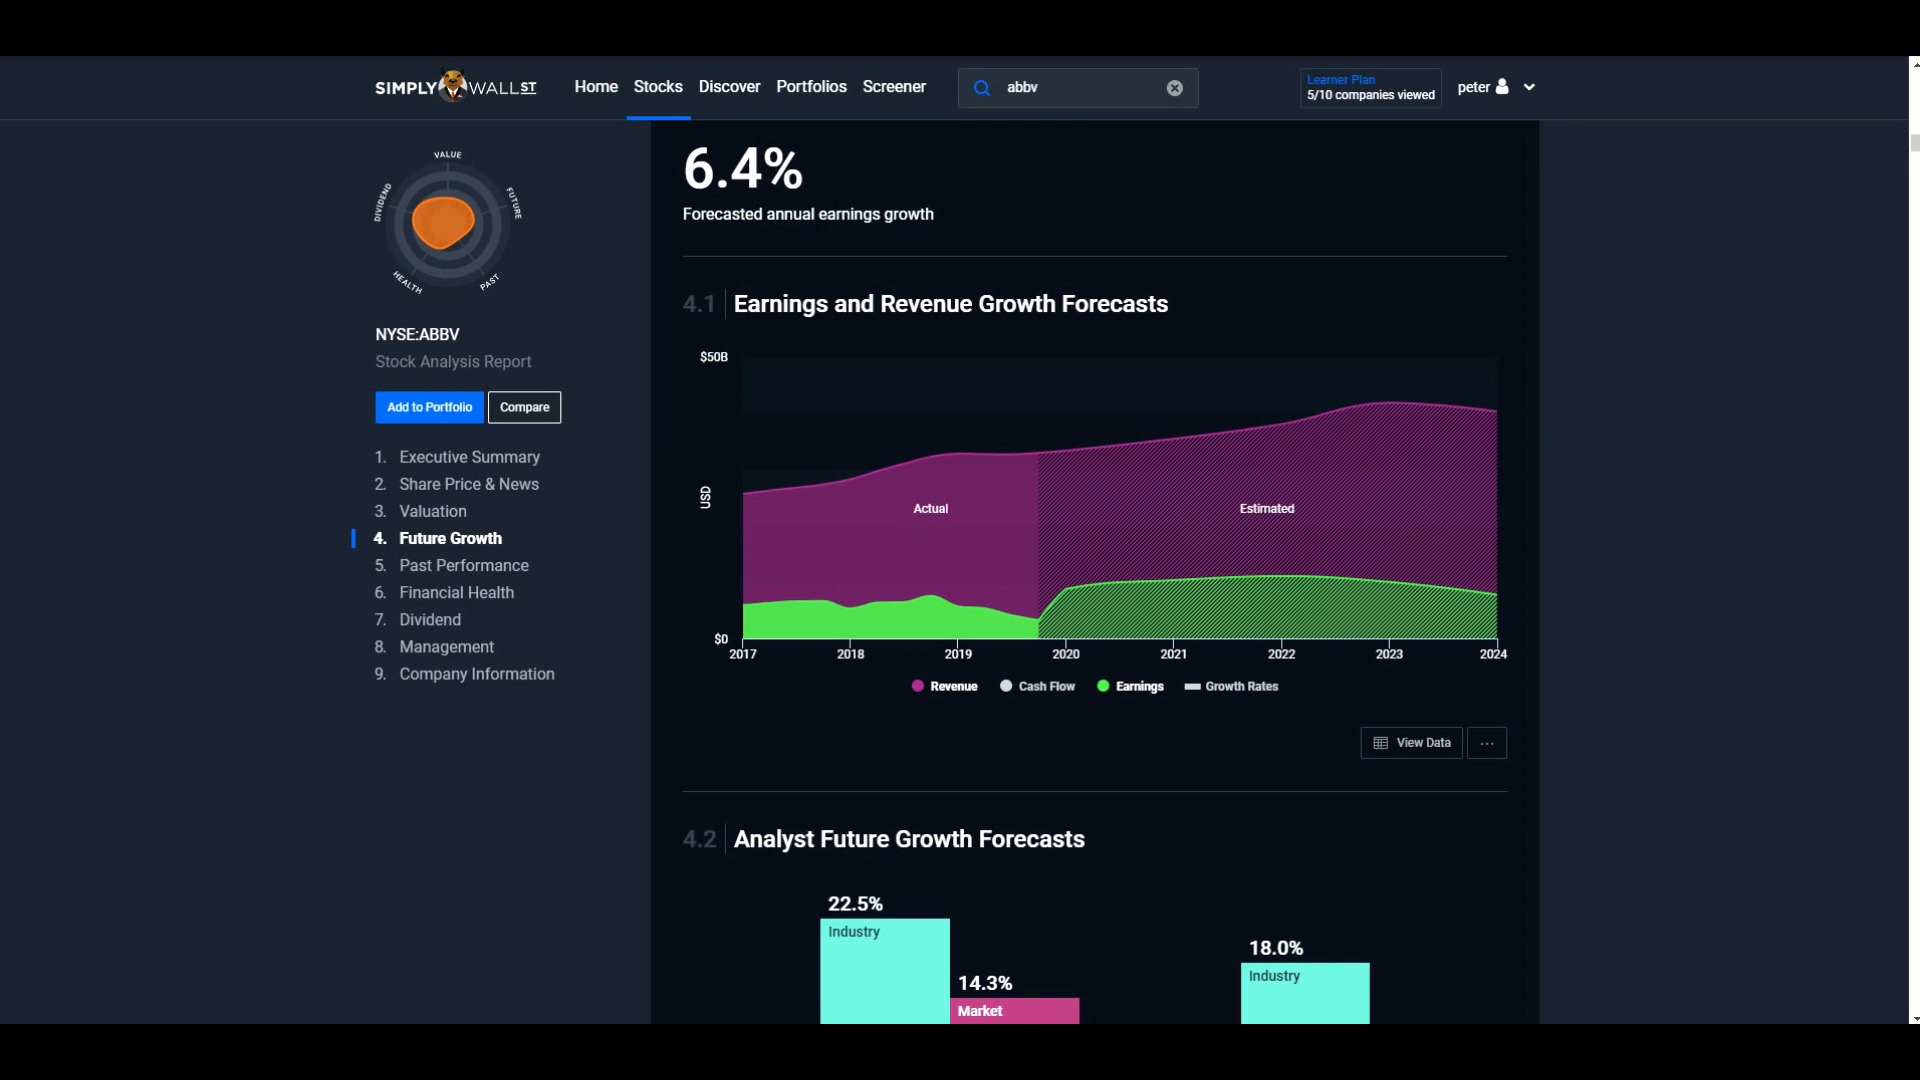 SIMPLY WALLST
Home Stocks Discover Portfolios Screener
abbv
Learner Plan
5/10 companies viewed
peter
VALUE
FUTURE
PAST
HEALTH
DIVIDEND
NYSE:ABBV
Stock Analysis Report
Add to Portfolio Compare
1. Executive Summary
2. Share Price & News
3. Valuation
4. Future Growth
5. Past Performance
6. Financial Health
7. Dividend
8. Management
9. Company Information
6.4%
Forecasted annual earnings growth
4.1 Earnings and Revenue Growth Forecasts
$50B
USD
Actual Estimated
$0
2017 2018 2019 2020 2021 2022 2023 2024
Revenue Cash Flow Earnings Growth Rates
View Data ...
4.2 Analyst Future Growth Forecasts
22.5%
Industry
14.3%
Market
18.0%
Industry